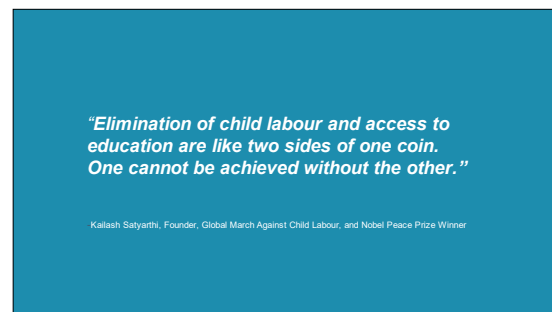 “Elimination of child labour and access to
education are like two sides of one coin.
One cannot be achieved without the other.”
Kailash Satyarthi, Founder, Global March Against Child Labour, and Nobel Peace Prize Winner